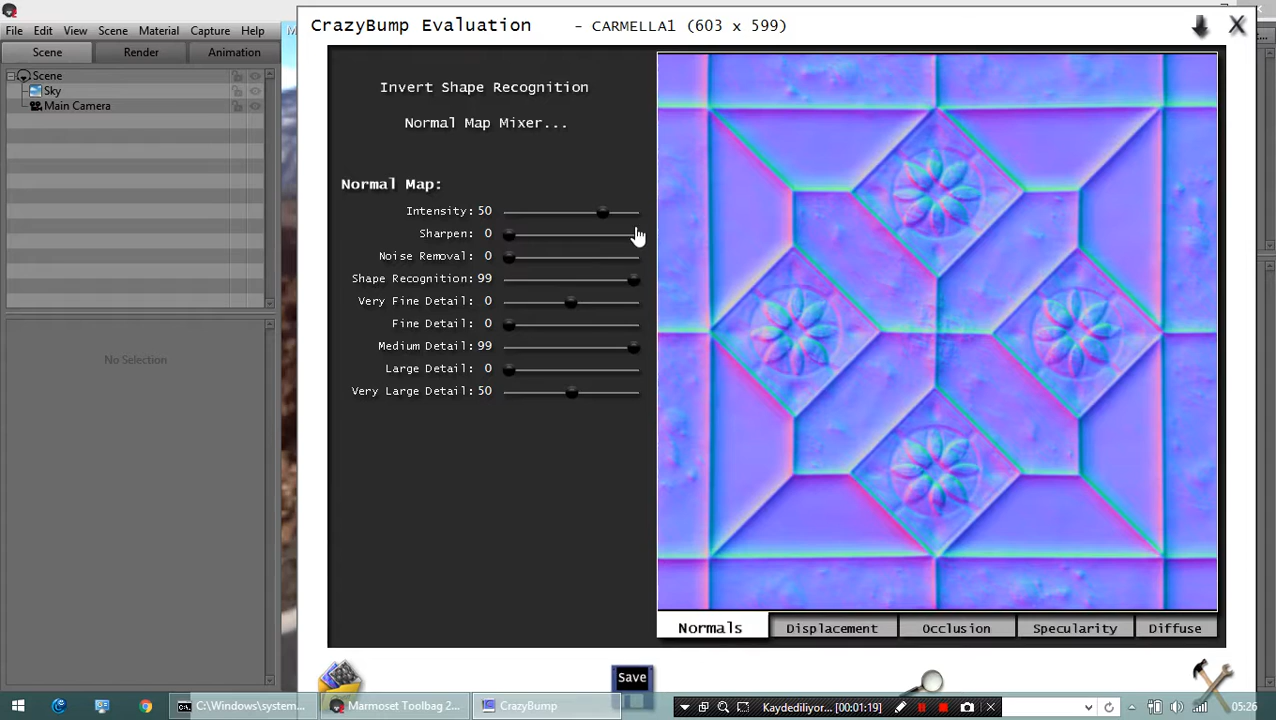 CrazyBump Evaluation - CARMELLA1 (603 x 599)
File Edit View Scene Material Capture Help
Scene Render Animation
Scene
Sky
Main Camera
No Selection
Invert Shape Recognition
Normal Map Mixer...
Normal Map:
Intensity: 50
Sharpen: 0
Noise Removal: 0
Shape Recognition: 99
Very Fine Detail: 0
Fine Detail: 0
Medium Detail: 99
Large Detail: 0
Very Large Detail: 50
Normals Displacement Occlusion Specularity Diffuse
Save
C:\Windows\system... Marmoset Toolbag 2... CrazyBump Kaydediliyor... [00:01:19] 05:26